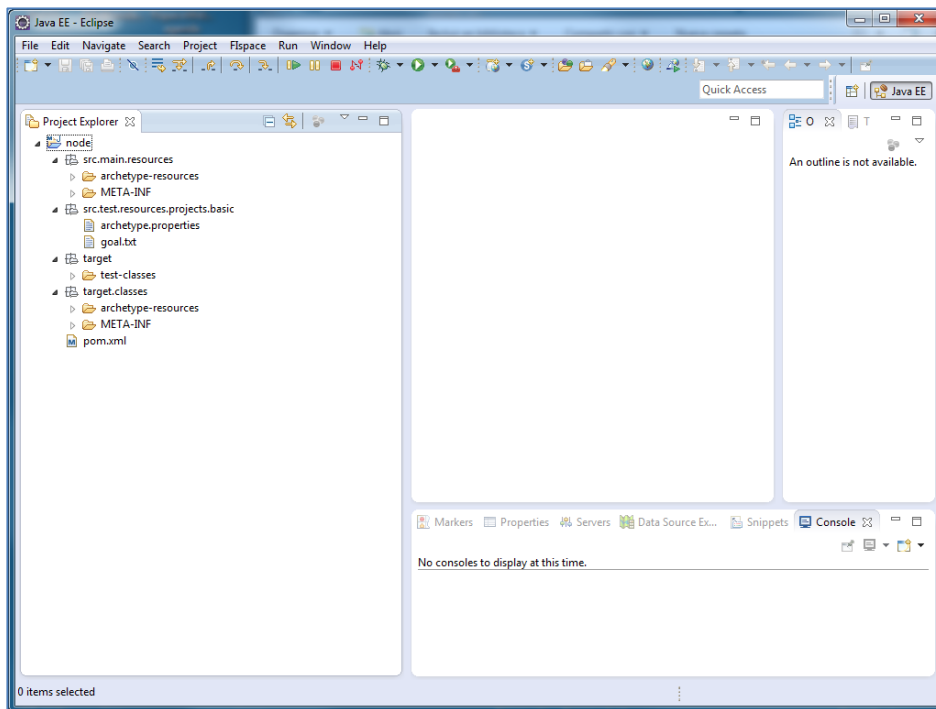 Java EE - Eclipse
File Edit Navigate Search Project FIspace Run Window Help
Quick Access
Java EE
Project Explorer
node
src.main.resources
archetype-resources
META-INF
src.test.resources.projects.basic
archetype.properties
goal.txt
target
test-classes
target.classes
archetype-resources
META-INF
pom.xml
O T
An outline is not available.
Markers Properties Servers Data Source Ex... Snippets Console
No consoles to display at this time.
0 items selected